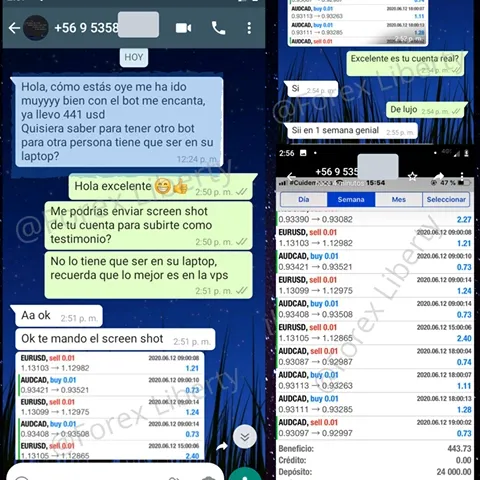 +56 9 5358
HOY
Hola, cómo estás oye me ha ido
muyyyy bien con el bot me encanta,
ya llevo 441 usd
Quisiera saber para tener otro bot
para otra persona tiene que ser en su
laptop?
12:24 p. m.
Hola excelente 😁👍
2:50 p. m.
Me podrias enviar screen shot
de tu cuenta para subirte como
testimonio?
2:50 p. m.
No lo tiene que ser en su laptop,
recuerda que lo mejor es en la vps
2:51 p. m.
Aa ok
2:51 p. m.
Ok te mando el screen shot
2:51 p. m.
EURUSD, sell 0.01 2020.06.12 09:00:08
1.13103 → 1.12982 1.21
AUDCAD, buy 0.01 2020.06.12 09:00:10
0.93421 → 0.93521 0.73
EURUSD, sell 0.01 2020.06.12 09:00:14
1.13099 → 1.12975 1.24
AUDCAD, buy 0.01 2020.06.12 09:00:14
0.93408 → 0.93508 0.73
EURUSD, sell 0.01 2020.06.12 15:00:06
1.13105 → 1.12865 2.40
@Forex Liberty
AUDCAD, buy 0.01 2020.06.12 18:00:07
0.93113 → 0.93263 1.11
AUDCAD, buy 0.01
0.93111 → 0.93285 1.28
AUDCAD, sell 0.01
2:57 p. m.
Excelente es tu cuenta real?
Si
2:54 p. m.
De lujo
2:54 p. m.
Sii en 1 semana genial
2:55 p. m.
@Forex Liberty
2:56
+56 9 535
15:54
47 %
Día Semana Mes Seleccionar
0.93390 → 0.93082 2.27
EURUSD, sell 0.01 2020.06.12 09:00:08
1.13103 → 1.12982 1.21
AUDCAD, buy 0.01 2020.06.12 09:00:10
0.93421 → 0.93521 0.73
EURUSD, sell 0.01 2020.06.12 09:00:14
1.13099 → 1.12975 1.24
AUDCAD, buy 0.01 2020.06.12 09:00:14
0.93408 → 0.93508 0.73
EURUSD, sell 0.01 2020.06.12 15:00:06
1.13105 → 1.12865 2.40
AUDCAD, sell 0.01 2020.06.12 18:00:04
0.93087 → 0.92987 0.74
AUDCAD, buy 0.01 2020.06.12 18:00:07
0.93113 → 0.93263 1.11
AUDCAD, buy 0.01 2020.06.12 18:00:14
0.93111 → 0.93285 1.28
AUDCAD, sell 0.01 2020.06.12 19:00:02
0.93097 → 0.92997 0.73
Beneficio: 443.73
Crédito: 0.00
Depósito: 24 000.00
@Forex Liberty